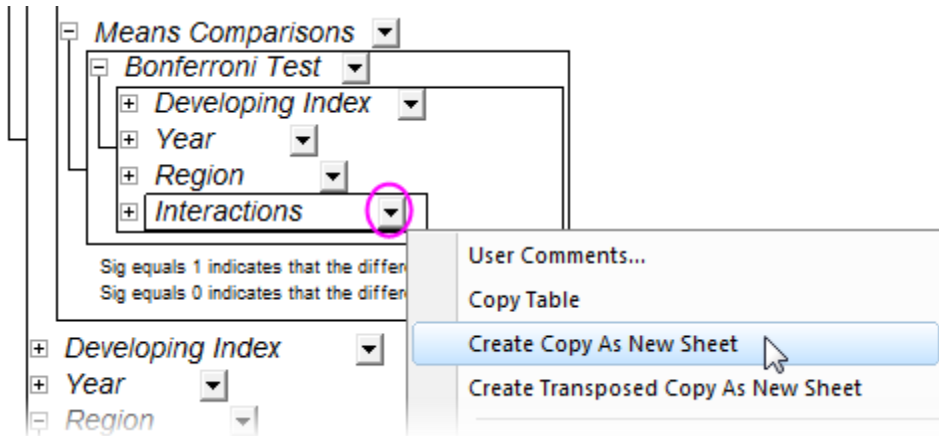 Means Comparisons
Bonferroni Test
Developing Index
Year
Region
Interactions
User Comments...
Sig equals 1 indicates that the
Sig equals 0 indicates that the
Copy Table
Create Copy As New Sheet
Developing Index
Year
Create Transposed Copy As New Sheet
Region